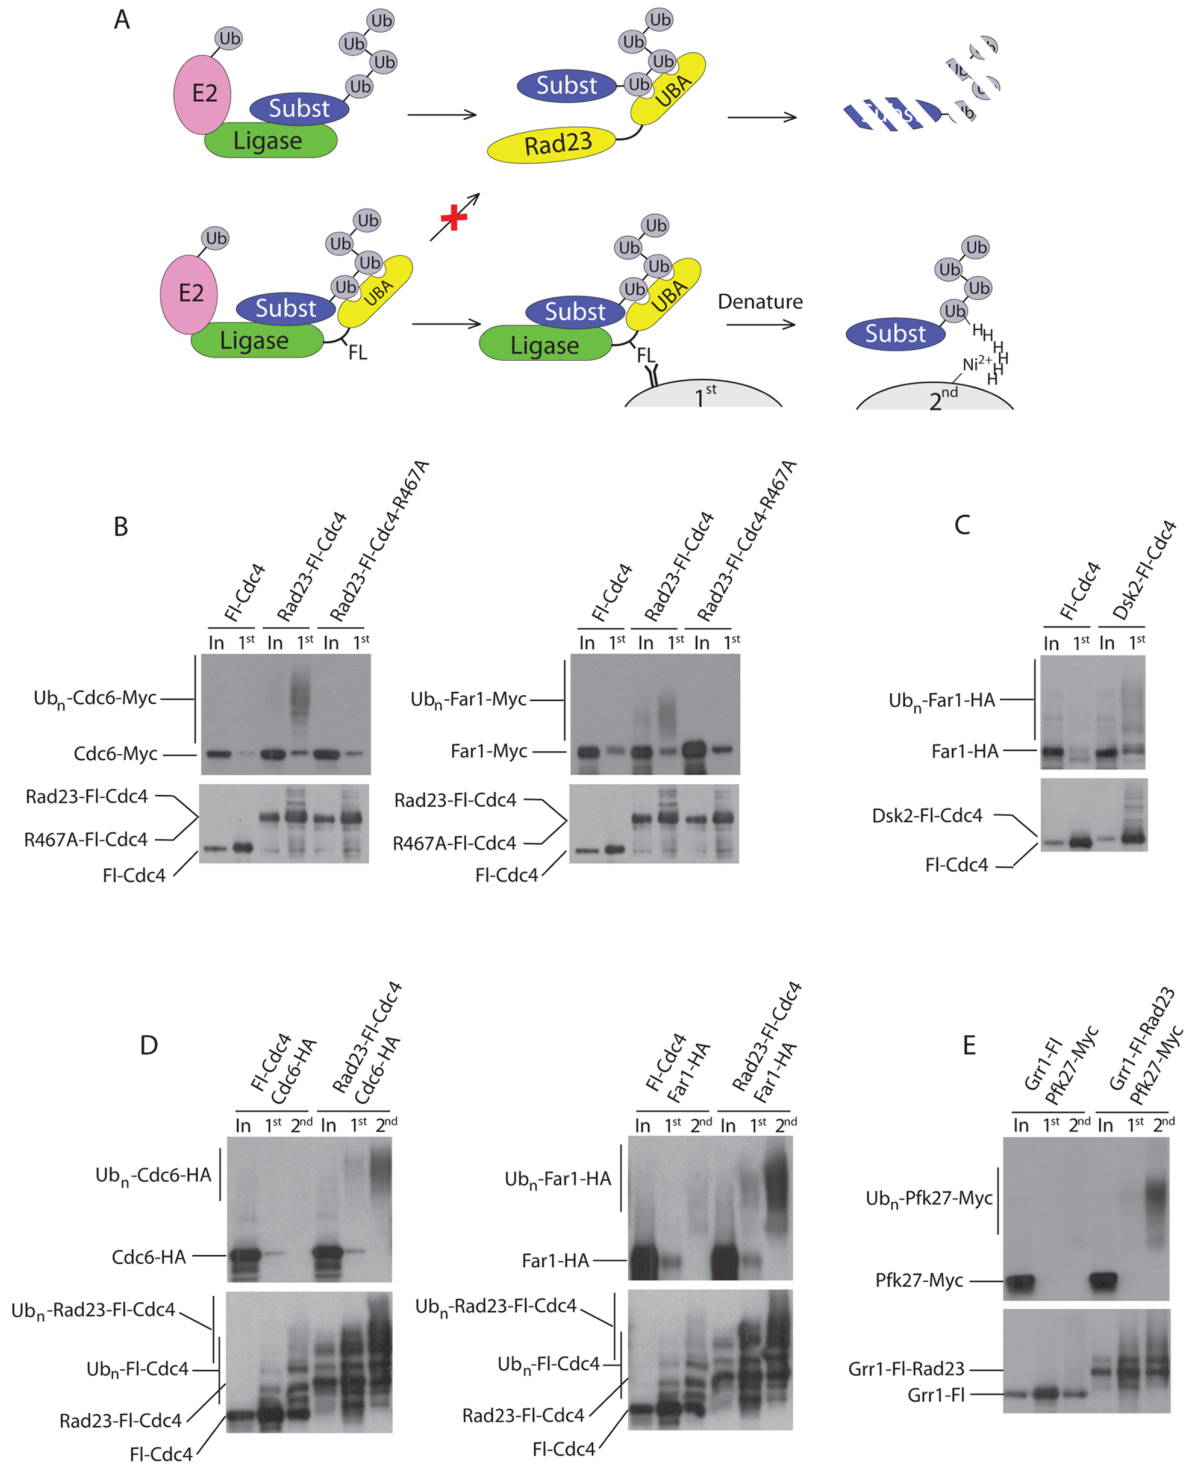 A
Ub
Ub
Ub
Ub
Ub
E2
Subst
Ligase
Ub
Ub
Ub
Ub
Subst
UBA
Rad23
Subst
Ub
Ub
Ub
Ub
Ub
Ub
E2
Subst
UBA
Ligase
FL
Ub
Ub
Ub
Ub
Subst
UBA
Ligase
FL
1st
Denature
Ub
Ub
Ub
Ub
Subst
H
H
H
H
H
H
Ni2+
2nd
B
Fl-Cdc4
Rad23-Fl-Cdc4
Rad23-Fl-Cdc4-R467A
In 1st In 1st In 1st
Ubn-Cdc6-Myc
Cdc6-Myc
Rad23-Fl-Cdc4
R467A-Fl-Cdc4
Fl-Cdc4
Fl-Cdc4
Rad23-Fl-Cdc4
Rad23-Fl-Cdc4-R467A
In 1st In 1st In 1st
Ubn-Far1-Myc
Far1-Myc
Rad23-Fl-Cdc4
R467A-Fl-Cdc4
Fl-Cdc4
C
Fl-Cdc4
Dsk2-Fl-Cdc4
In 1st In 1st
Ubn-Far1-HA
Far1-HA
Dsk2-Fl-Cdc4
Fl-Cdc4
D
Fl-Cdc4
Cdc6-HA
Rad23-Fl-Cdc4
Cdc6-HA
In 1st 2nd In 1st 2nd
Ubn-Cdc6-HA
Cdc6-HA
Ubn-Rad23-Fl-Cdc4
Ubn-Fl-Cdc4
Rad23-Fl-Cdc4
Fl-Cdc4
Fl-Cdc4
Far1-HA
Rad23-Fl-Cdc4
Far1-HA
In 1st 2nd In 1st 2nd
Ubn-Far1-HA
Far1-HA
Ubn-Rad23-Fl-Cdc4
Ubn-Fl-Cdc4
Rad23-Fl-Cdc4
Fl-Cdc4
E
Grr1-Fl
Pfk27-Myc
Grr1-Fl-Rad23
Pfk27-Myc
In 1st 2nd In 1st 2nd
Ubn-Pfk27-Myc
Pfk27-Myc
Grr1-Fl-Rad23
Grr1-Fl